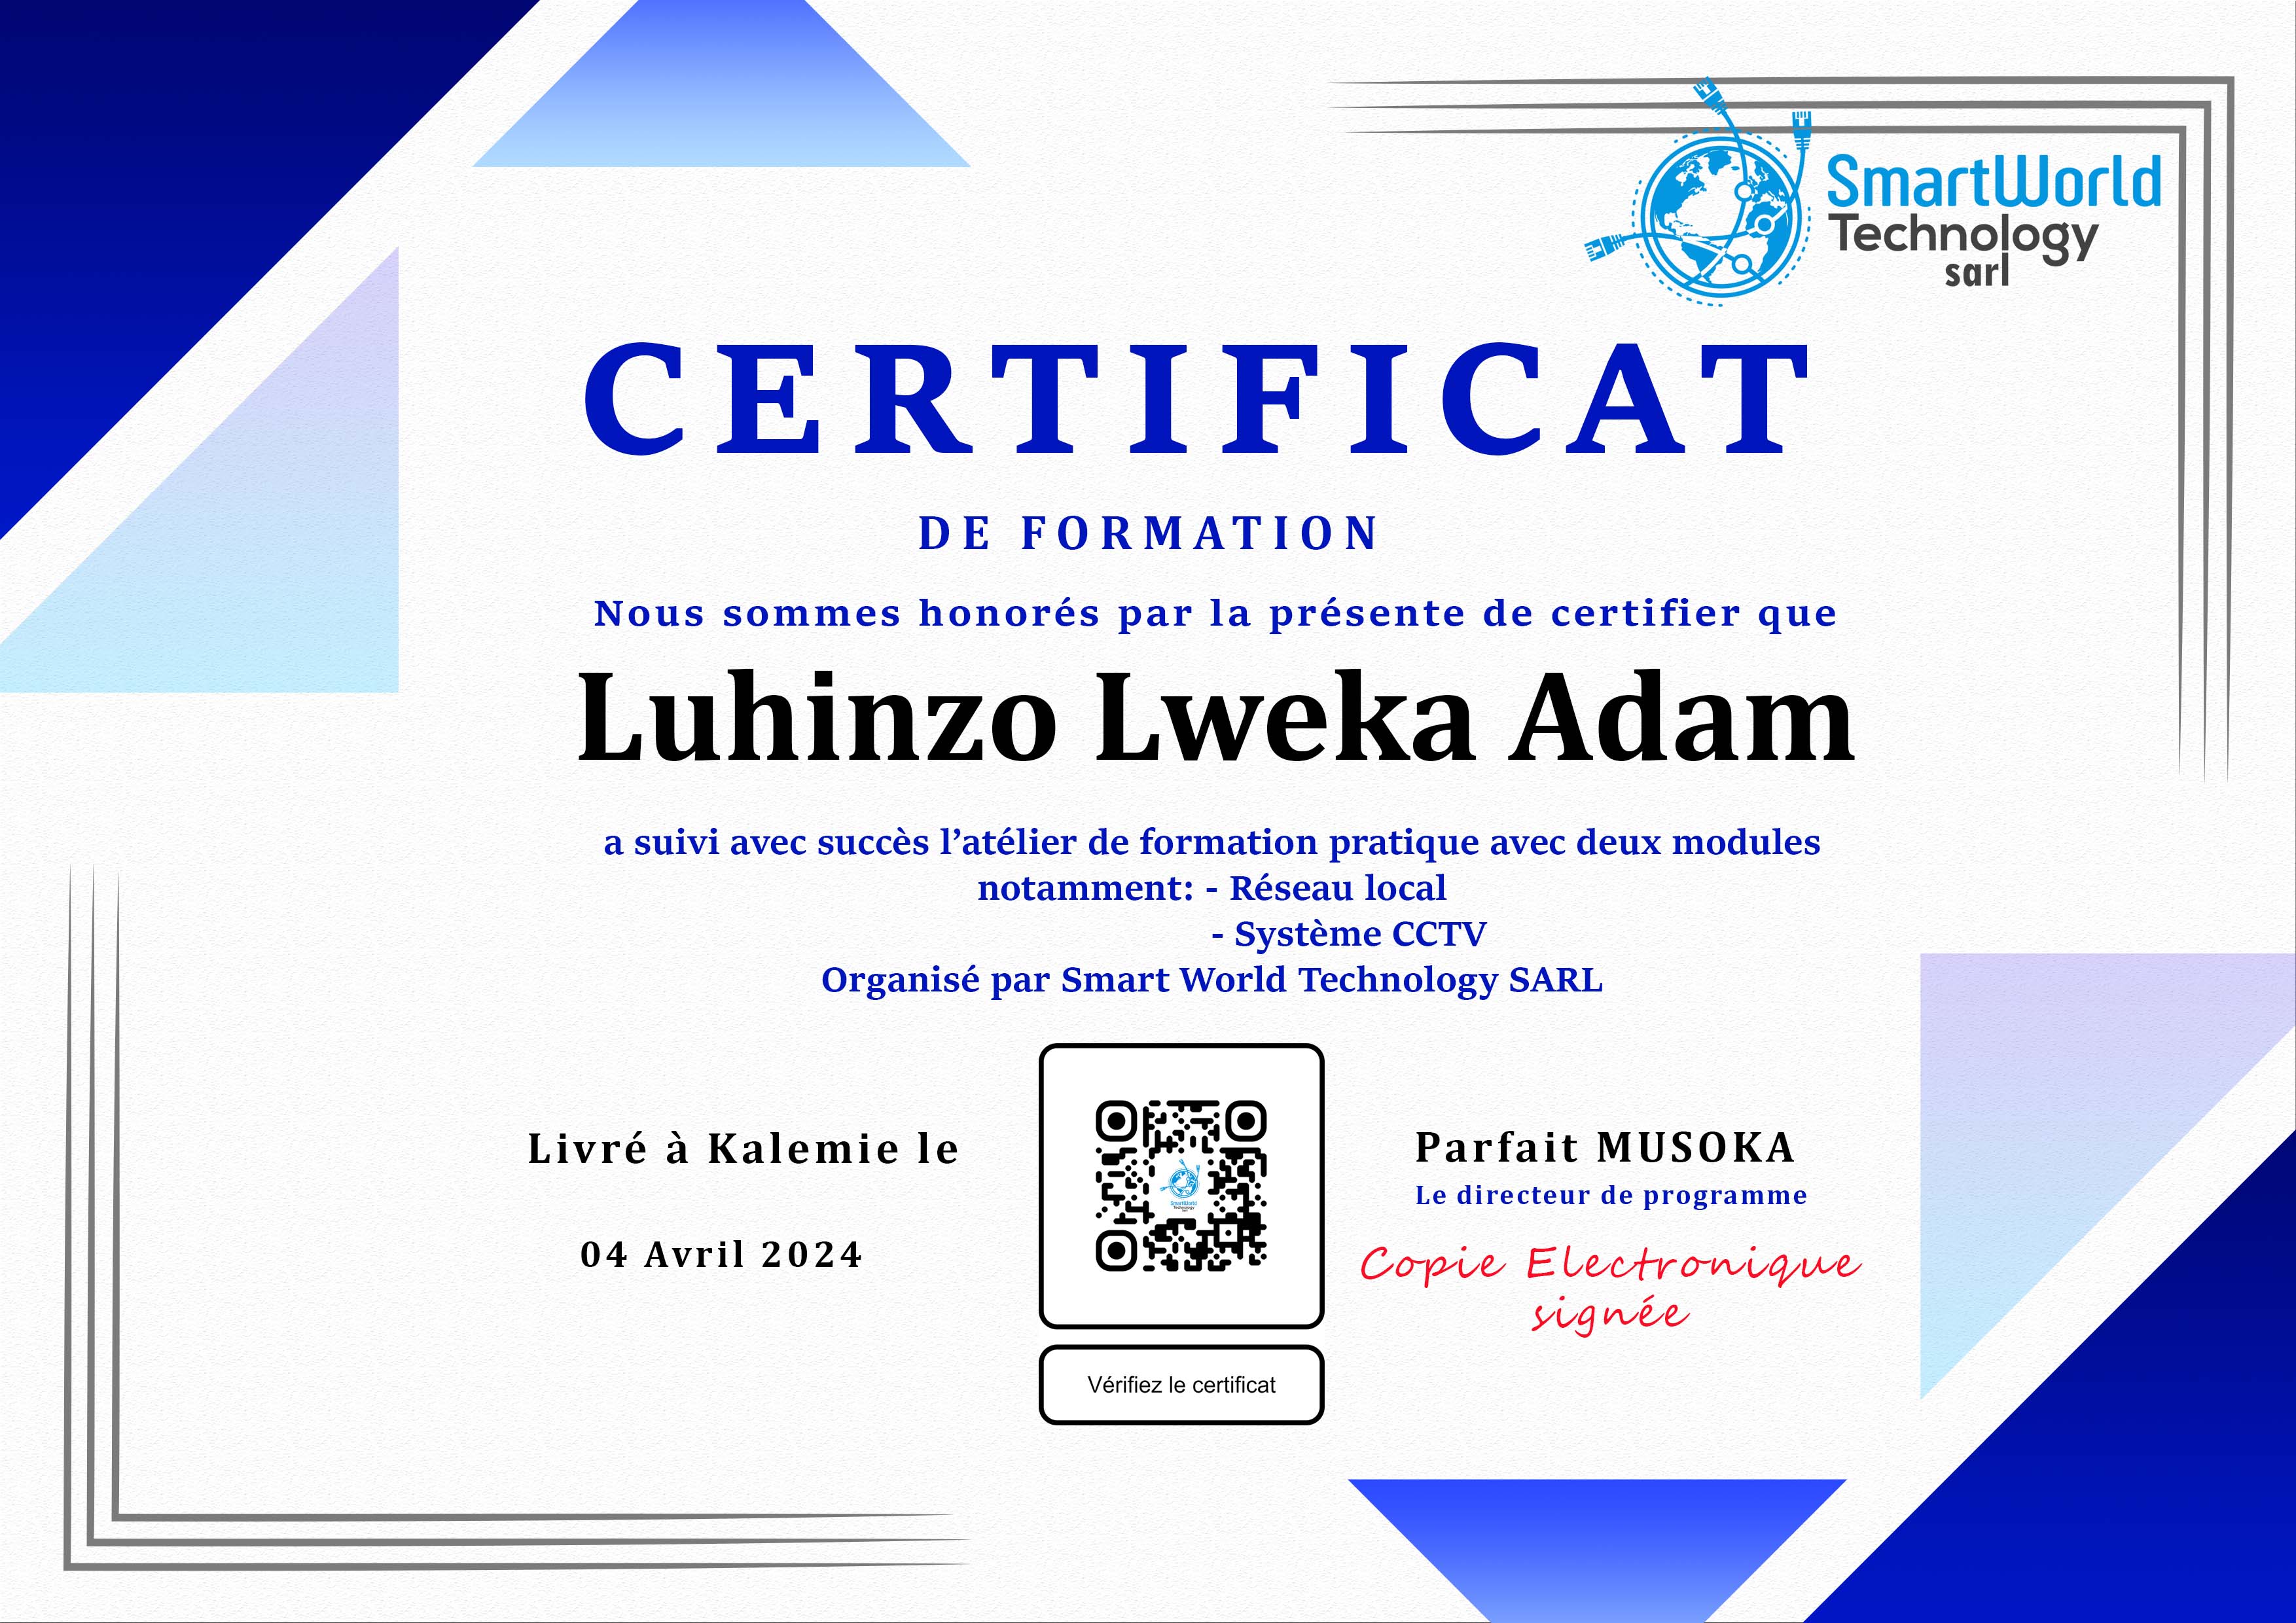 SmartWorld
Technology
sarl
CERTIFICAT
DE FORMATION
Nous sommes honorés par la présente de certifier que
Luhinzo Lweka Adam
a suivi avec succès l’atélier de formation pratique avec deux modules
notamment: - Réseau local
- Système CCTV
Organisé par Smart World Technology SARL
Livré à Kalemie le
04 Avril 2024
SmartWorld
Technology
sarl
Vérifiez le certificat
Parfait MUSOKA
Le directeur de programme
Copie Electronique
signée